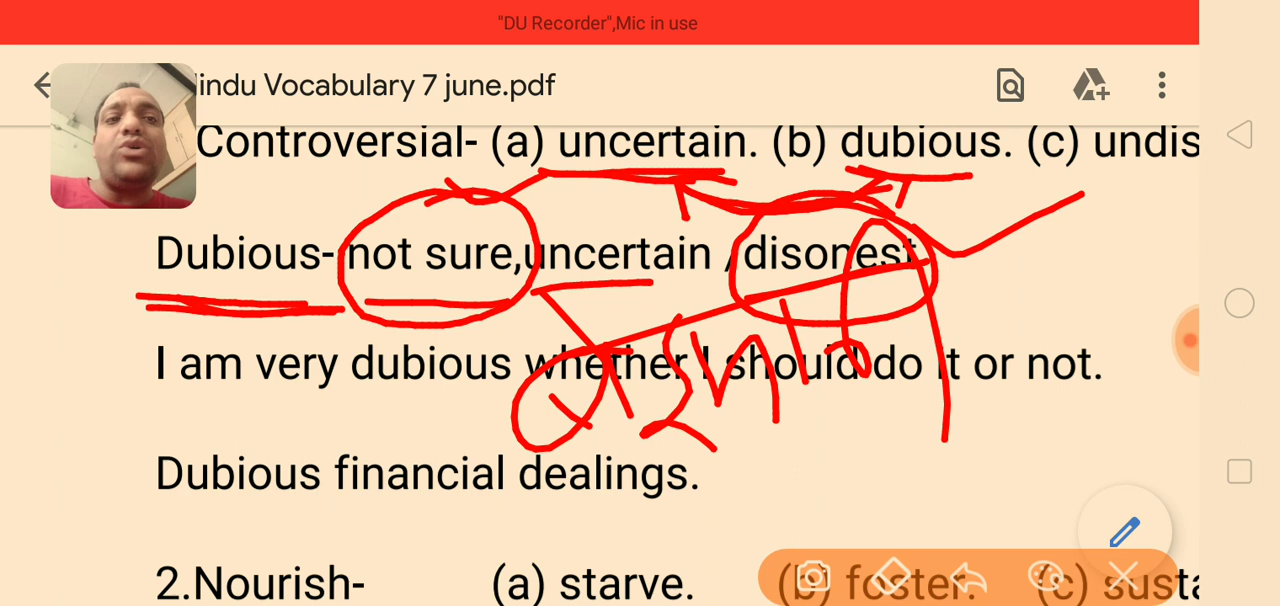 "DU Recorder",Mic in use
indu Vocabulary 7 june.pdf
Controversial- (a) uncertain. (b) dubious. (c) undis
Dubious- not sure,uncertain /disonest
I am very dubious whether I should do it or not.
Dubious financial dealings.
2.Nourish- (a) starve. (b) foster. (c) susta